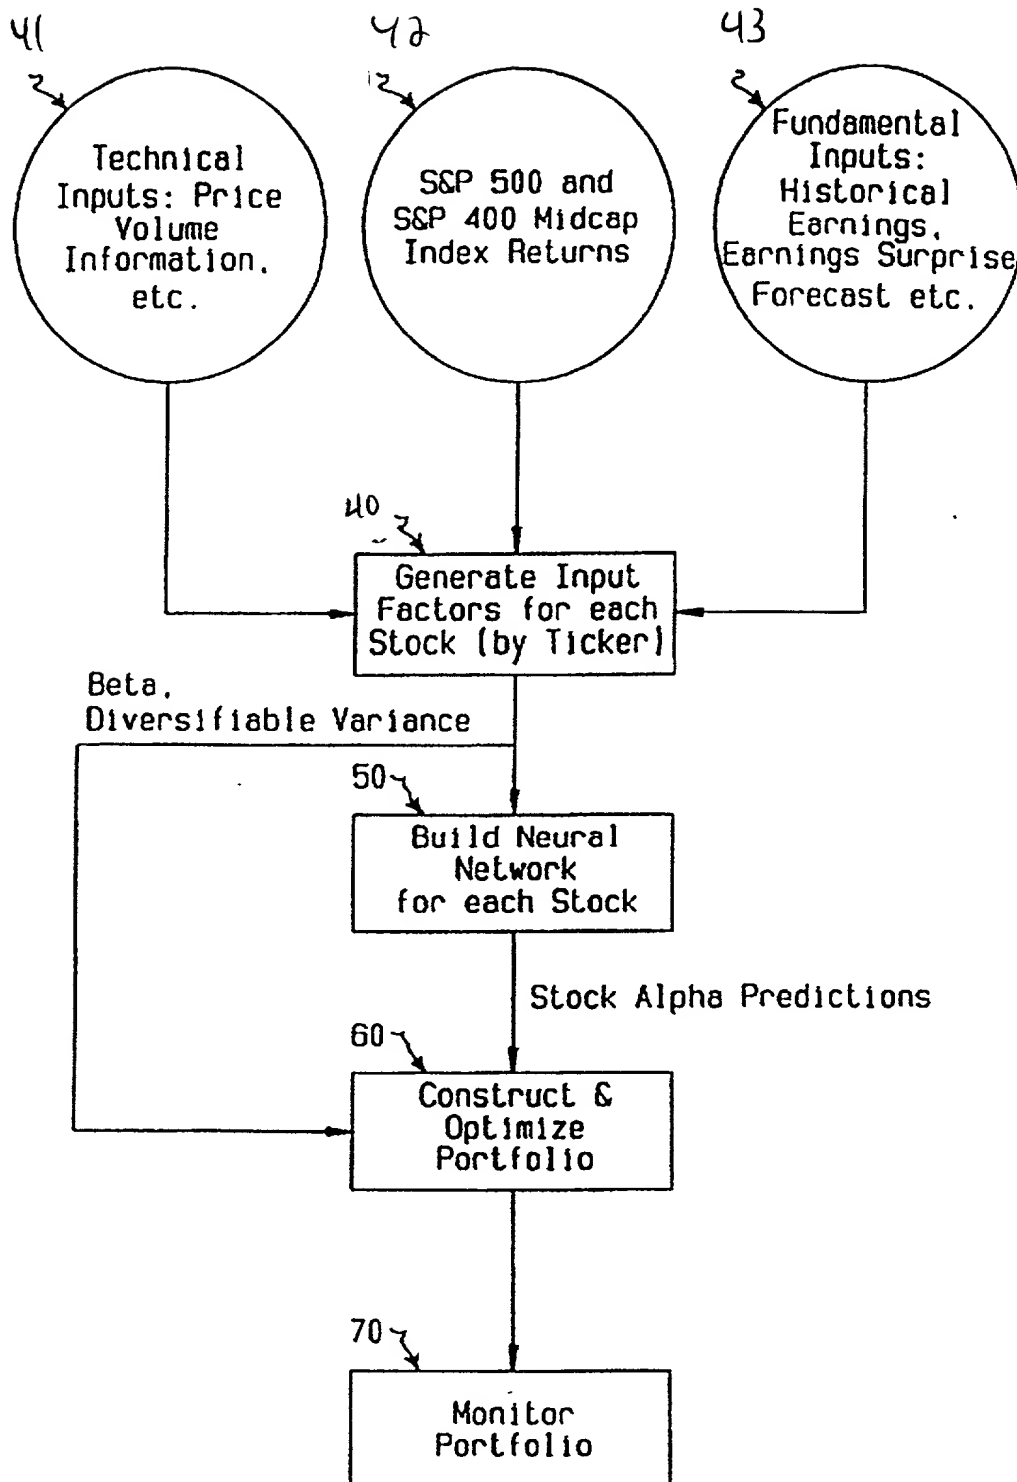 41
42
43
Technical
Inputs: Price
Volume
Information,
etc.
S&P 500 and
S&P 400 Midcap
Index Returns
Fundamental
Inputs:
Historical
Earnings,
Earnings Surprise
Forecast etc.
40
Generate Input
Factors for each
Stock (by Ticker)
Beta,
Diversifiable Variance
50
Build Neural
Network
for each Stock
Stock Alpha Predictions
60
Construct &
Optimize
Portfolio
70
Monitor
Portfolio